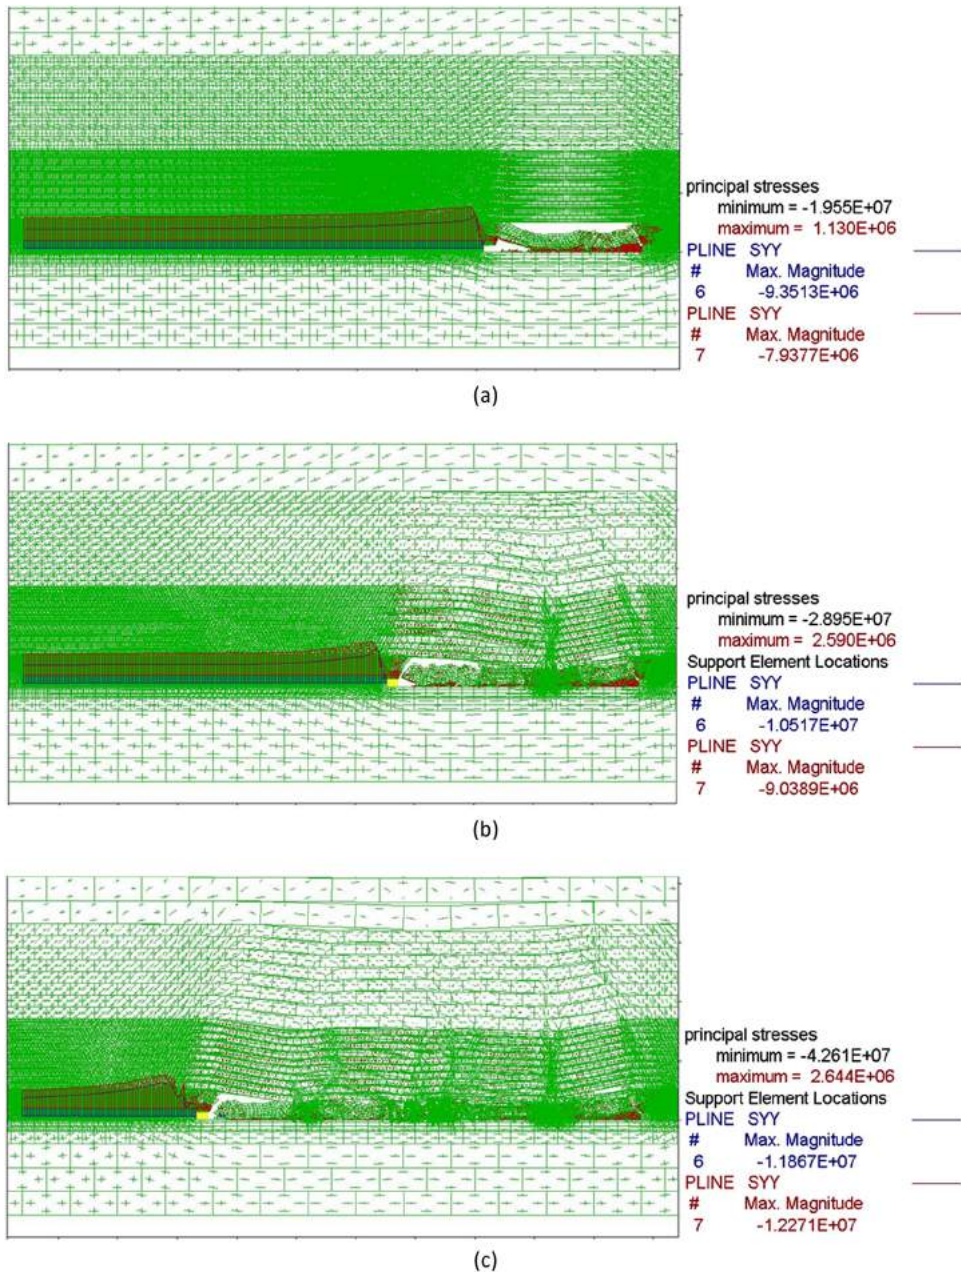 principal stresses
minimum = -1.955E+07
maximum = 1.130E+06
PLINE SYY
# Max. Magnitude
6 -9.3513E+06
PLINE SYY
# Max. Magnitude
7 -7.9377E+06
(a)
principal stresses
minimum = -2.895E+07
maximum = 2.590E+06
Support Element Locations
PLINE SYY
# Max. Magnitude
6 -1.0517E+07
PLINE SYY
# Max. Magnitude
7 -9.0389E+06
(b)
principal stresses
minimum = -4.261E+07
maximum = 2.644E+06
Support Element Locations
PLINE SYY
# Max. Magnitude
6 -1.1867E+07
PLINE SYY
# Max. Magnitude
7 -1.2271E+07
(c)